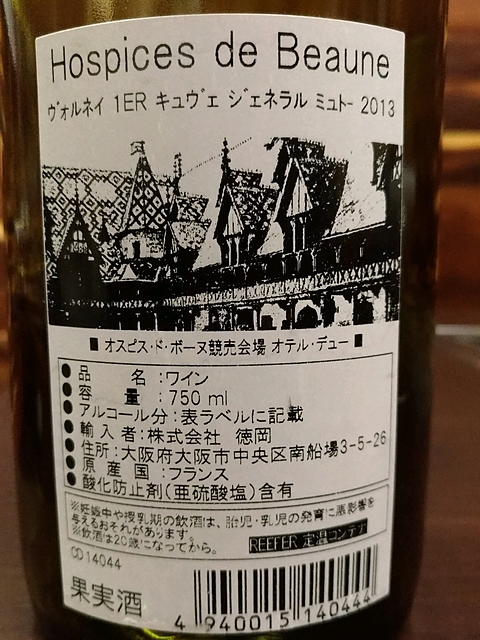 Hospices de Beaune
ヴォルネイ 1ER キュヴェ ジェネラル ミュトー 2013
■ オスピス・ド・ボーヌ競売会場 オテル・デュー ■
●品 名:ワイン
●容 量:750 ml
●アルコール分:表ラベルに記載
●輸入者:株式会社 徳岡
●住所:大阪府大阪市中央区南船場3-5-26
●原産国:フランス
●酸化防止剤(亜硫酸塩)含有
※妊娠中や授乳期の飲酒は、胎児・乳児の発育に悪影響を
与えるおそれがあります。
※飲酒は20歳になってから。
REEFER 定温コンテナ
CD14044
果実酒
4 940015 140444